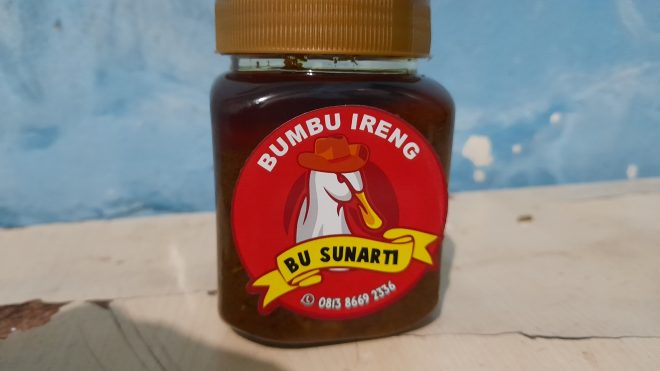 BUMBU IRENG
BU SUNARTI
0813 8669 2336